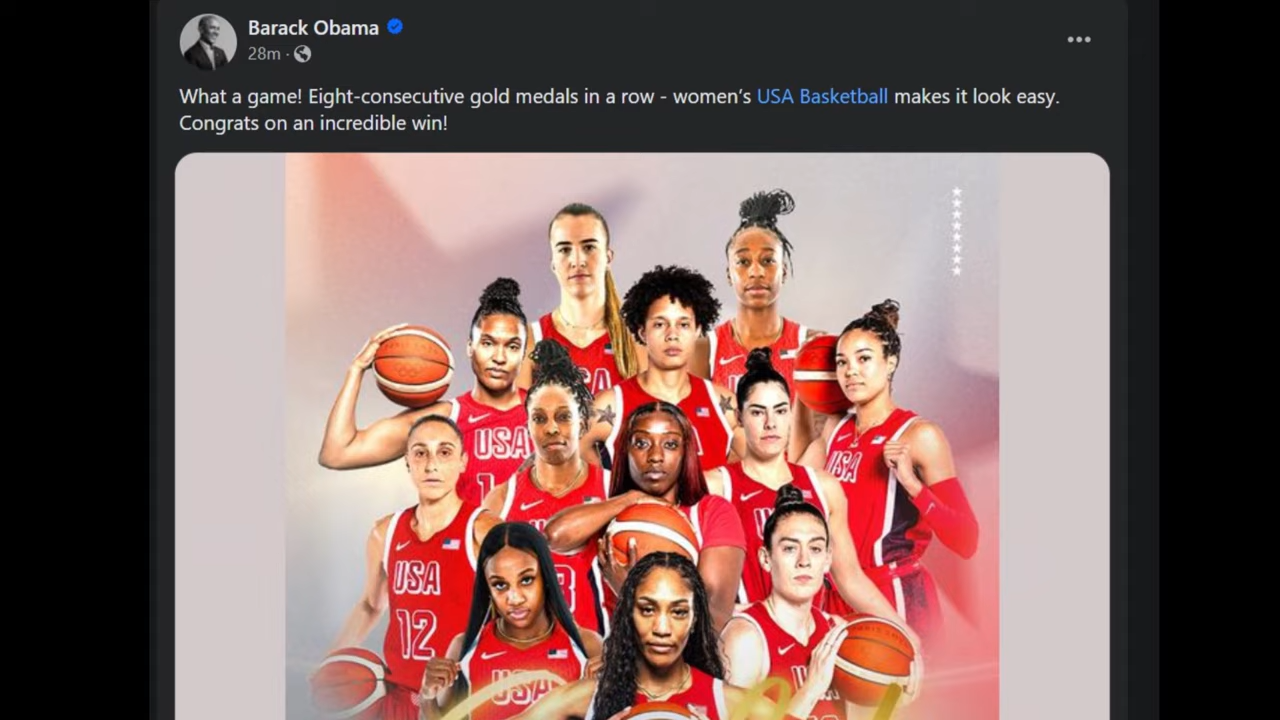 Barack Obama
28m ·
What a game! Eight-consecutive gold medals in a row - women's USA Basketball makes it look easy.
Congrats on an incredible win!
USA
USA
USA
12
USA